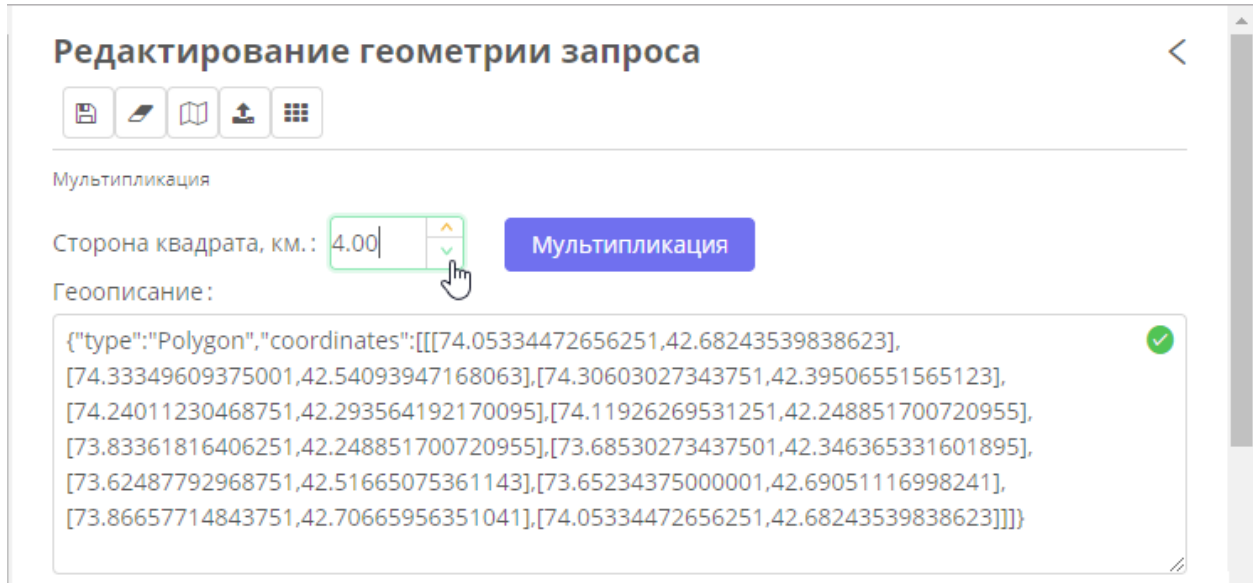 Редактирование геометрии запроса
Мультипликация
Сторона квадрата, км.: 4.00 Мультипликация
Геоописание:
{"type":"Polygon","coordinates":[[[74.05334472656251,42.68243539838623],
[74.33349609375001,42.54093947168063],[74.30603027343751,42.39506551565123],
[74.24011230468751,42.293564192170095],[74.11926269531251,42.248851700720955],
[73.83361816406251,42.248851700720955],[73.68530273437501,42.346365331601895],
[73.62487792968751,42.51665075361143],[73.65234375000001,42.69051116998241],
[73.86657714843751,42.70665956351041],[74.05334472656251,42.68243539838623]]]}